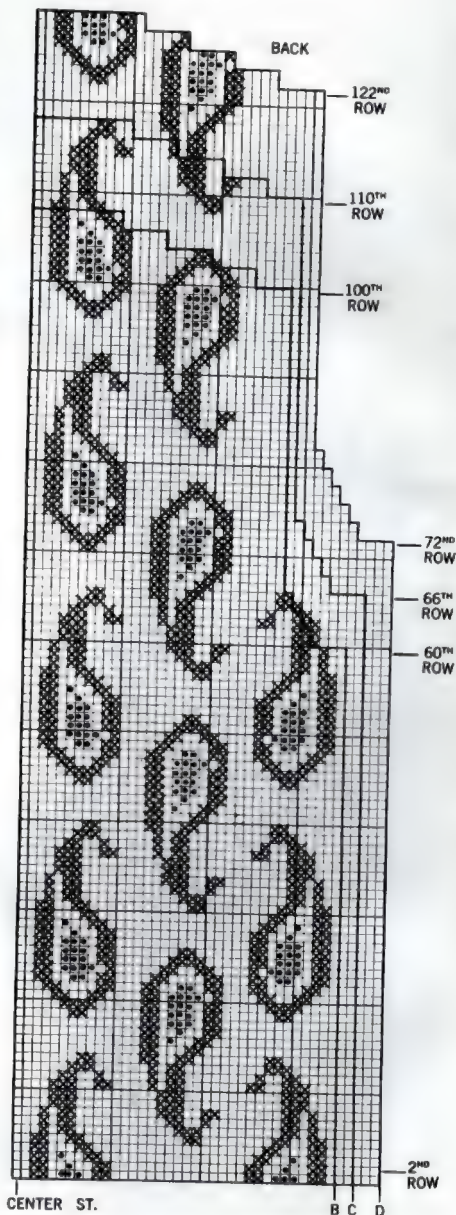 BACK
122ND
ROW
110TH
ROW
100TH
ROW
72ND
ROW
66TH
ROW
60TH
ROW
2ND
ROW
CENTER ST. B C D